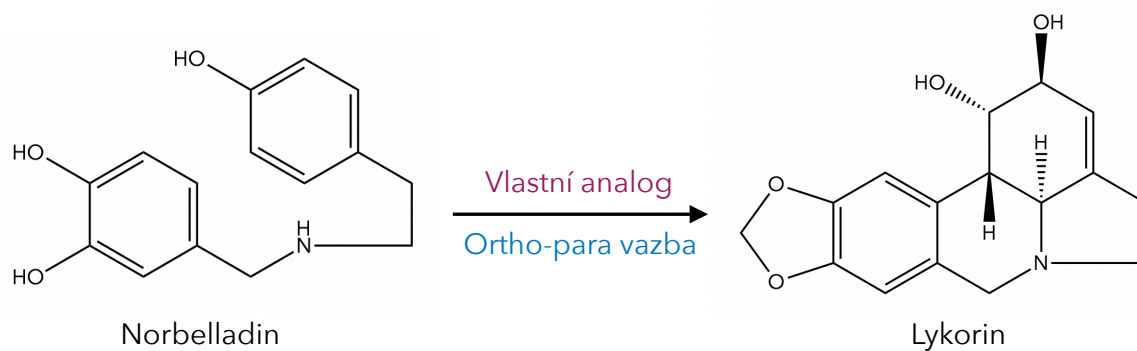 HO
HO
HO
H
N
Norbelladin
Vlastní analog
Ortho-para vazba
OH
HO
H
H
O
O
N
Lykorin